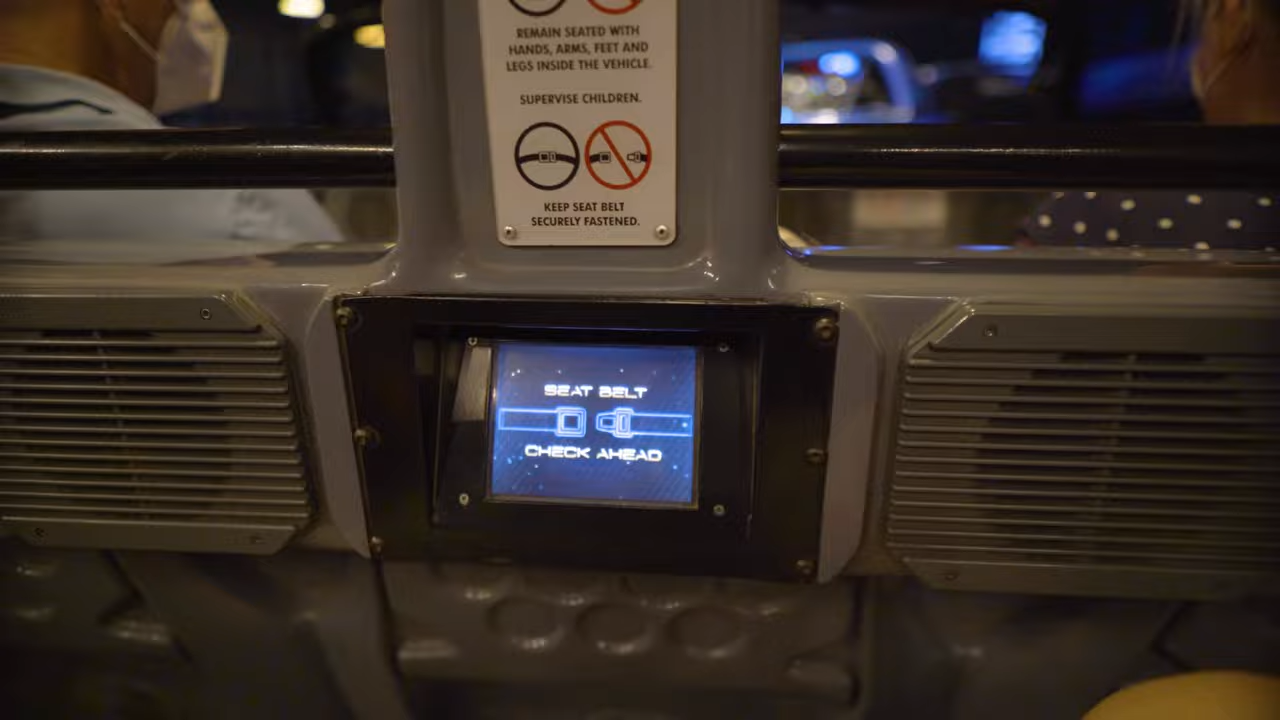 REMAIN SEATED WITH
HANDS, ARMS, FEET AND
LEGS INSIDE THE VEHICLE.
SUPERVISE CHILDREN.
KEEP SEAT BELT
SECURELY FASTENED.
SEAT BELT
CHECK AHEAD